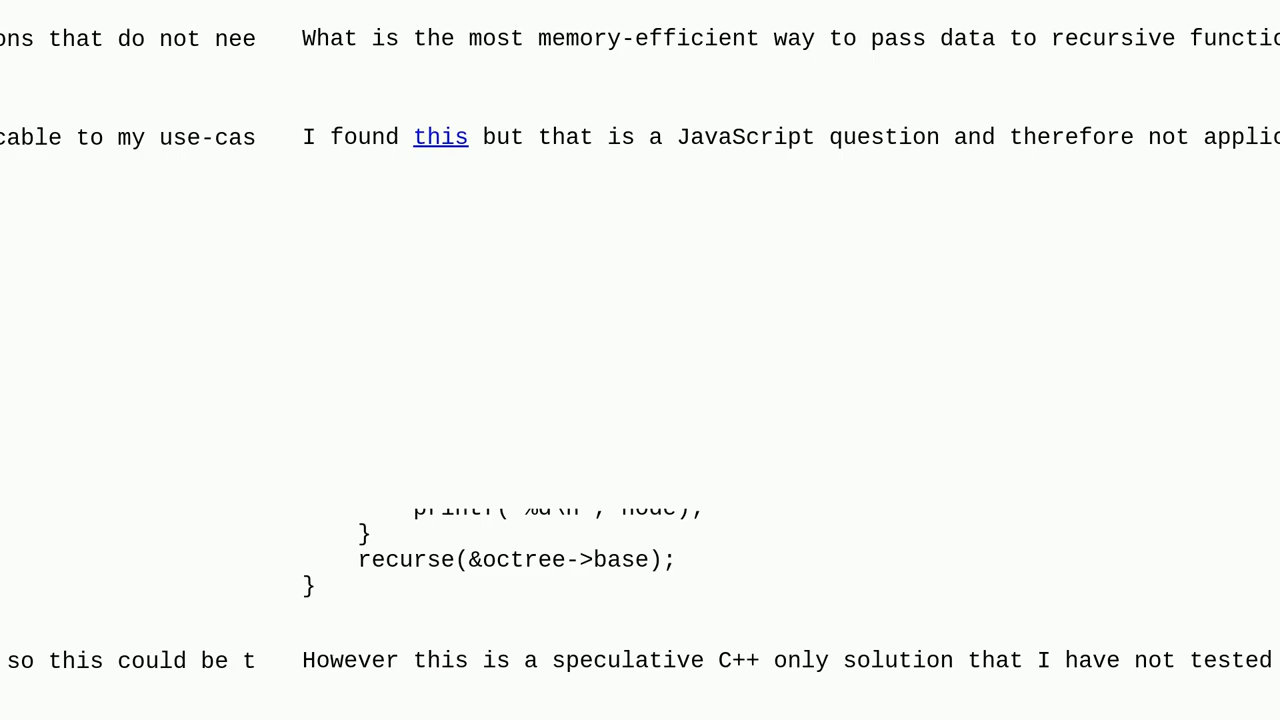 ons that do not nee What is the most memory-efficient way to pass data to recursive functio
cable to my use-cas I found this but that is a JavaScript question and therefore not applic
}
recurse(&octree->base);
}
so this could be t However this is a speculative C++ only solution that I have not tested